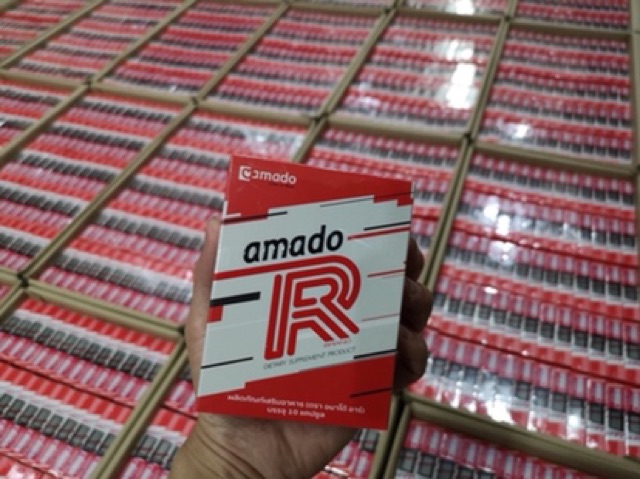 amado
amado
R
DIETARY SUPPLEMENT PRODUCT
ผลิตภัณฑ์เสริมอาหาร (ตรา อมาโด้ อาร์)
บรรจุ 10 แคปซูล